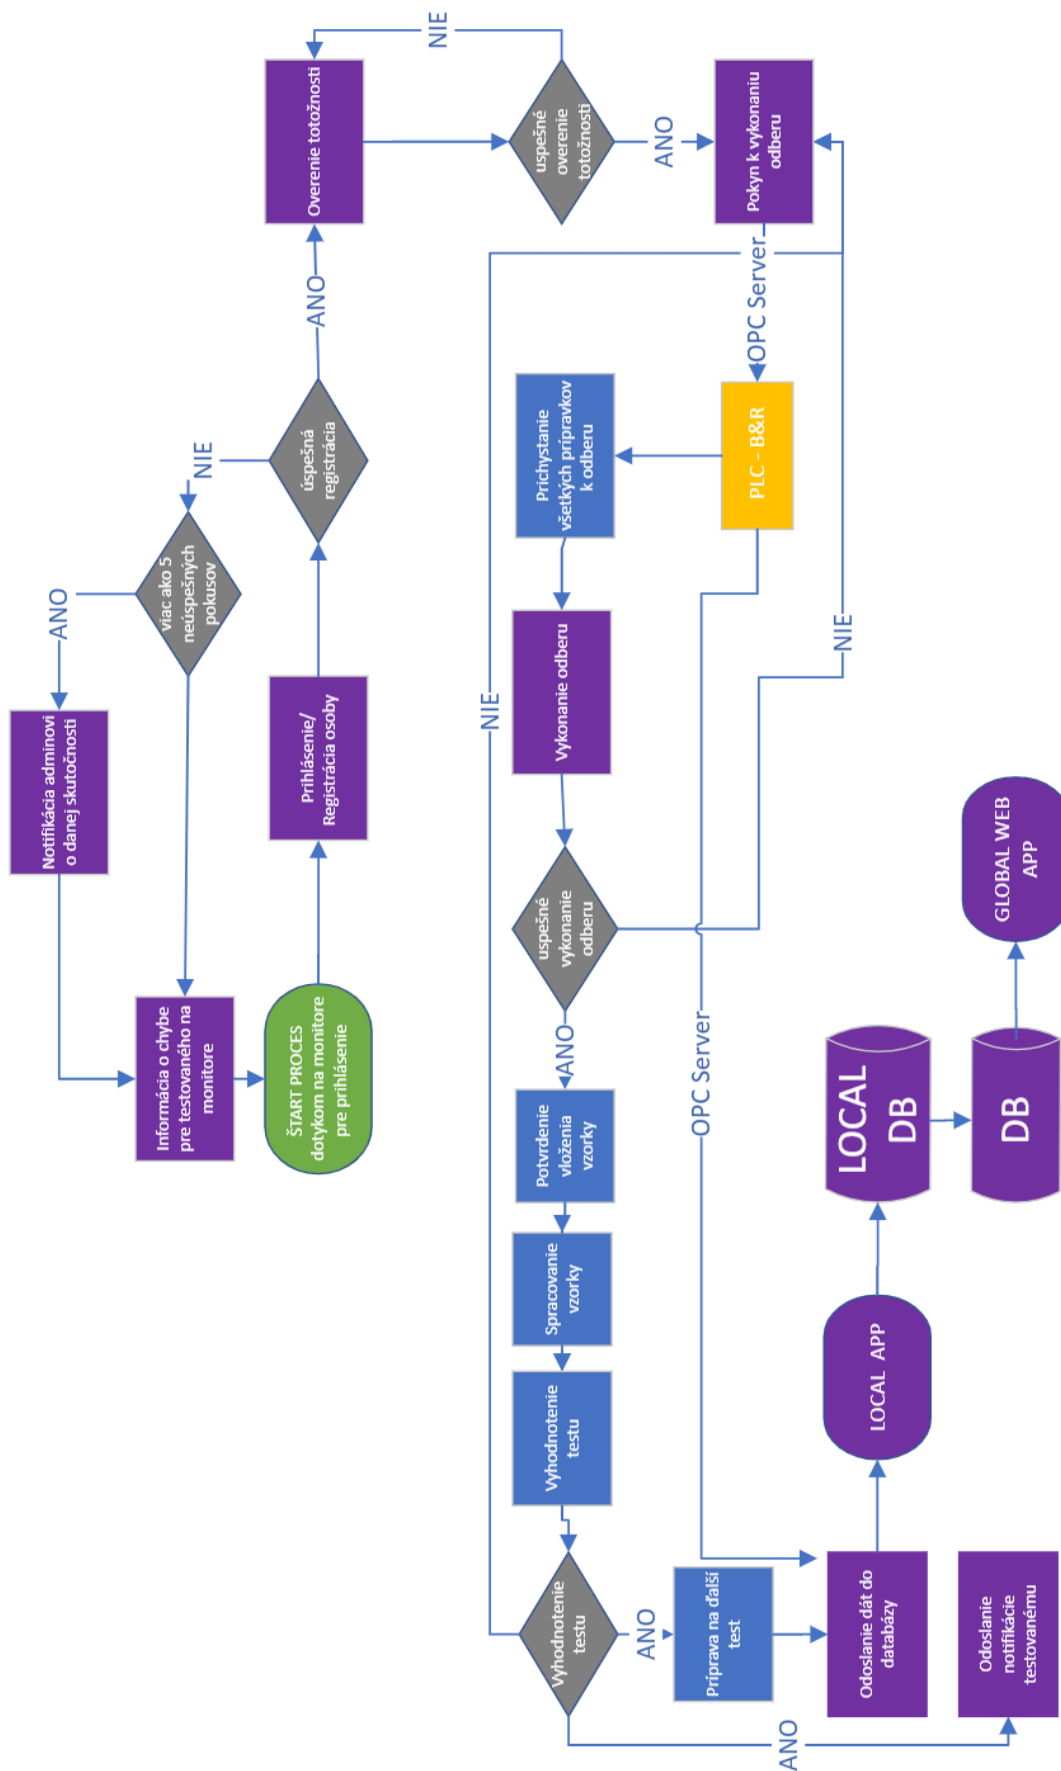 ŠTART PROCES
dotykom na monitore
pre prihlásenie
Prihlásenie/
Registrácia osoby
úspešná
registrácia
NIE
viac ako 5
neúspešných
pokusov
ANO
Notifikácia adminovi
o danej skutočnosti
Informácia o chybe
pre testovaného na
monitore
ANO
Overenie totožnosti
NIE
uspešné
overenie
totožnosti
ANO
Pokyn k vykonaniu
odberu
OPC Server
PLC - B&R
Prichystanie
všetkých prípravkov
k odberu
Vykonanie odberu
uspešné
vykonanie
odberu
NIE
ANO
Potvrdenie
vloženia
vzorky
Spracovanie
vzorky
Vyhodnotenie
testu
Vyhodnotenie
testu
NIE
ANO
Príprava na ďalší
test
OPC Server
Odoslanie dát do
databázy
ANO
Odoslanie
notifikácie
testovanému
LOCAL APP
LOCAL
DB
DB
GLOBAL WEB
APP